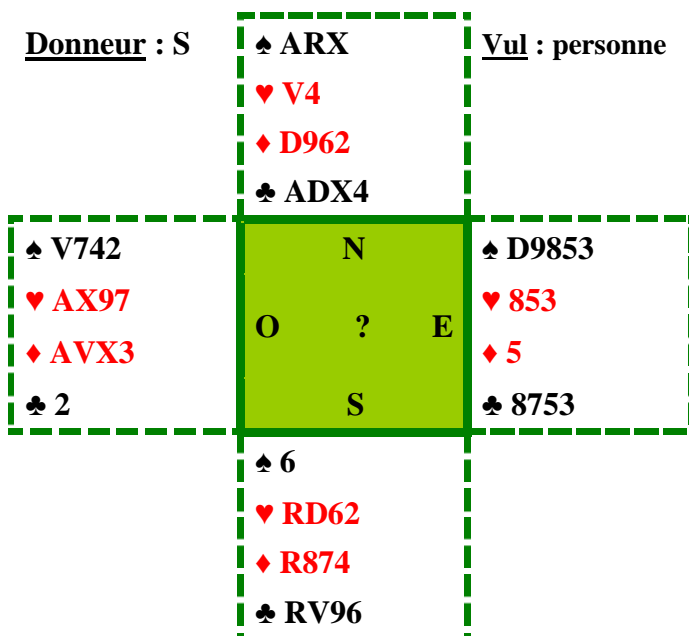 Donneur : S
♠ ARX
Vul : personne
♥ V4
♦ D962
♣ ADX4
♠ V742
♥ AX97
♦ AVX3
♣ 2
N
O ? E
S
♠ D9853
♥ 853
♦ 5
♣ 8753
♠ 6
♥ RD62
♦ R874
♣ RV96